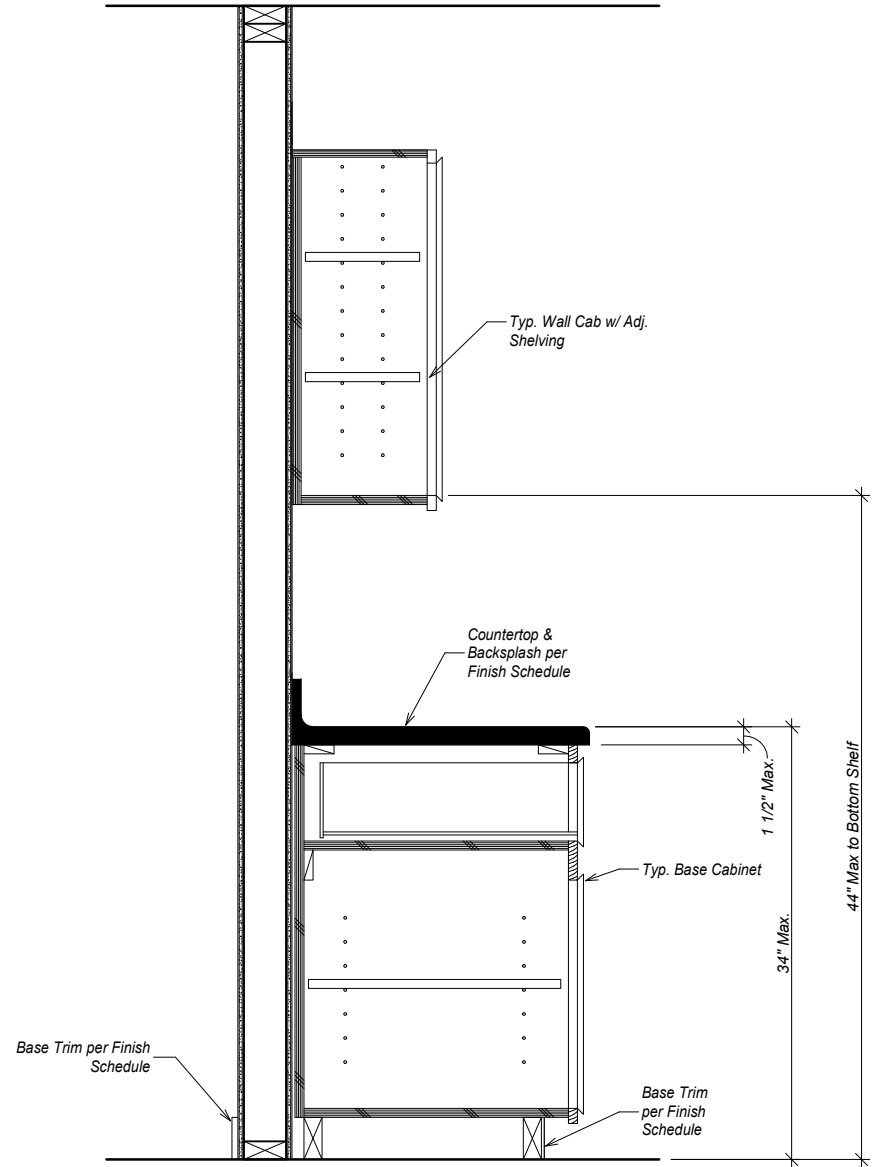 Typ. Wall Cab w/ Adj.
Shelving
Countertop &
Backsplash per
Finish Schedule
1 1/2" Max.
44" Max to Bottom Shelf
Typ. Base Cabinet
34" Max.
Base Trim per Finish
Schedule
Base Trim
per Finish
Schedule